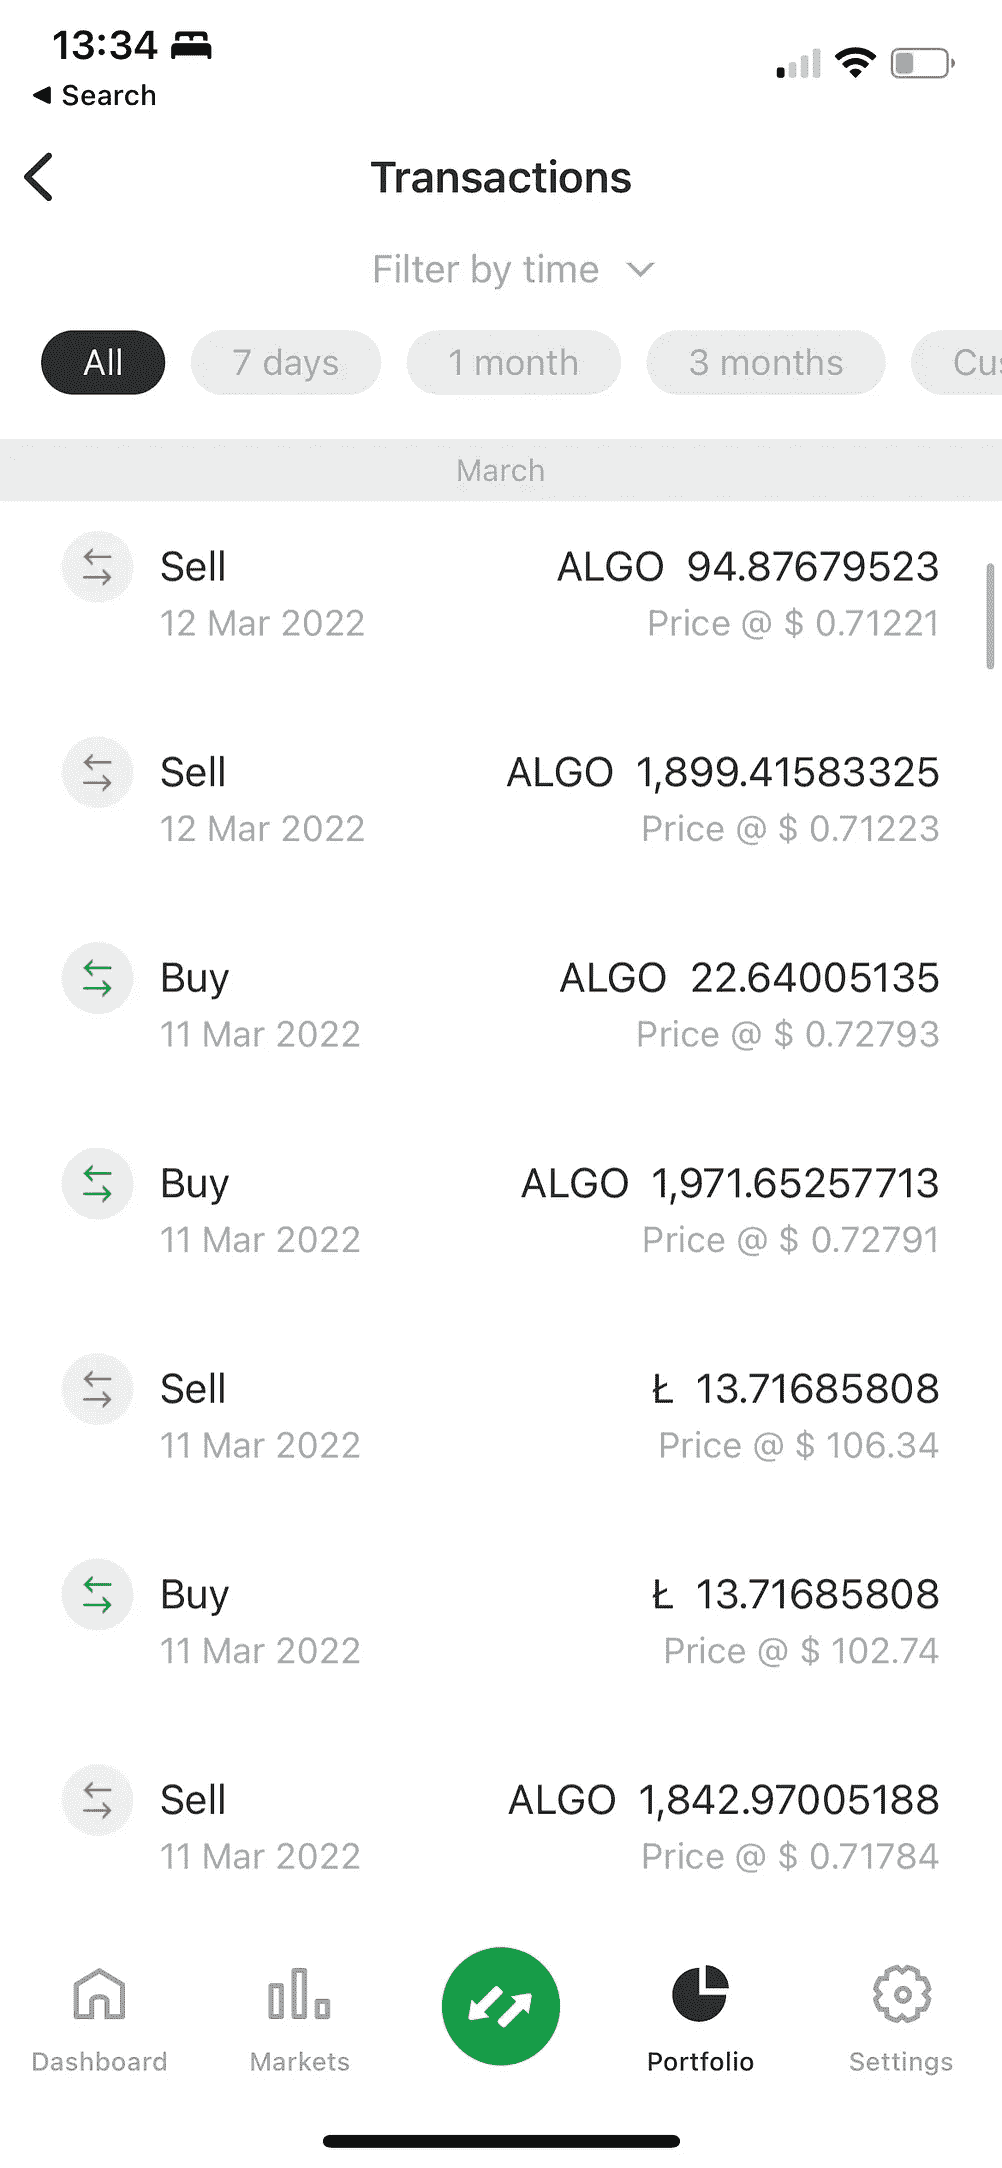 13:34
◀ Search
Transactions
Filter by time
All 7 days 1 month 3 months Cus
March
Sell ALGO 94.87679523
12 Mar 2022 Price @ $ 0.71221
Sell ALGO 1,899.41583325
12 Mar 2022 Price @ $ 0.71223
Buy ALGO 22.64005135
11 Mar 2022 Price @ $ 0.72793
Buy ALGO 1,971.65257713
11 Mar 2022 Price @ $ 0.72791
Sell Ł 13.71685808
11 Mar 2022 Price @ $ 106.34
Buy Ł 13.71685808
11 Mar 2022 Price @ $ 102.74
Sell ALGO 1,842.97005188
11 Mar 2022 Price @ $ 0.71784
Dashboard Markets Portfolio Settings